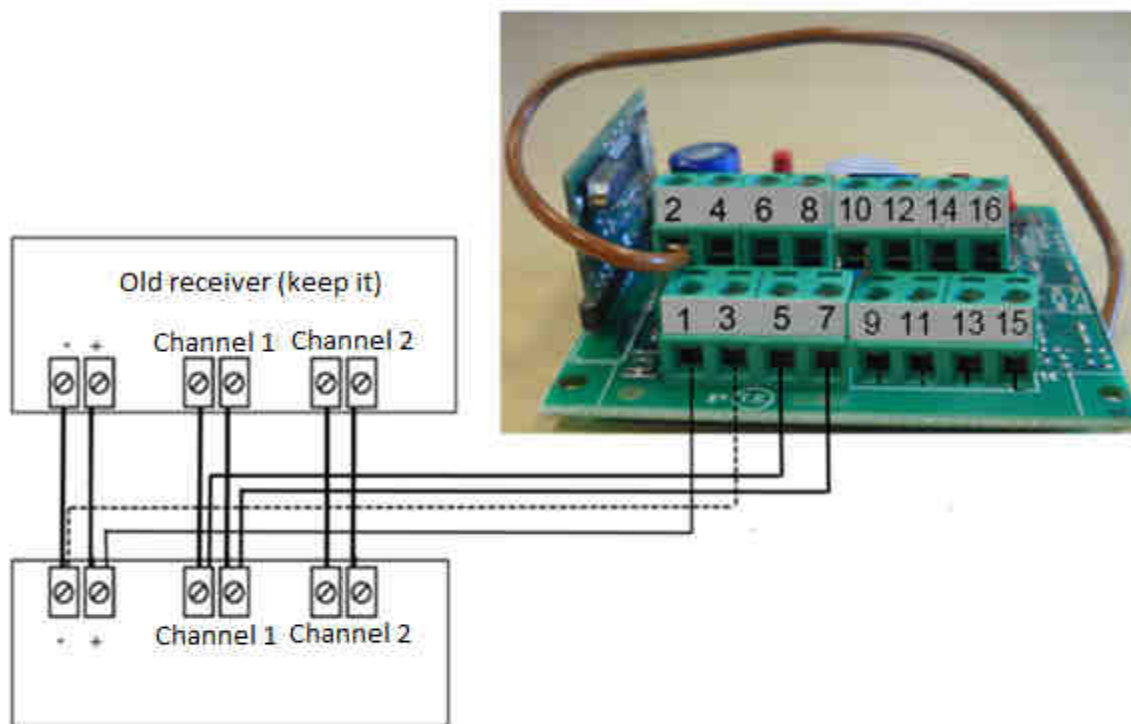 2 4 6 8 10 12 14 16
Old receiver (keep it)
1 3 5 7 9 11 13 15
- +
Channel 1
Channel 2
- +
Channel 1
Channel 2